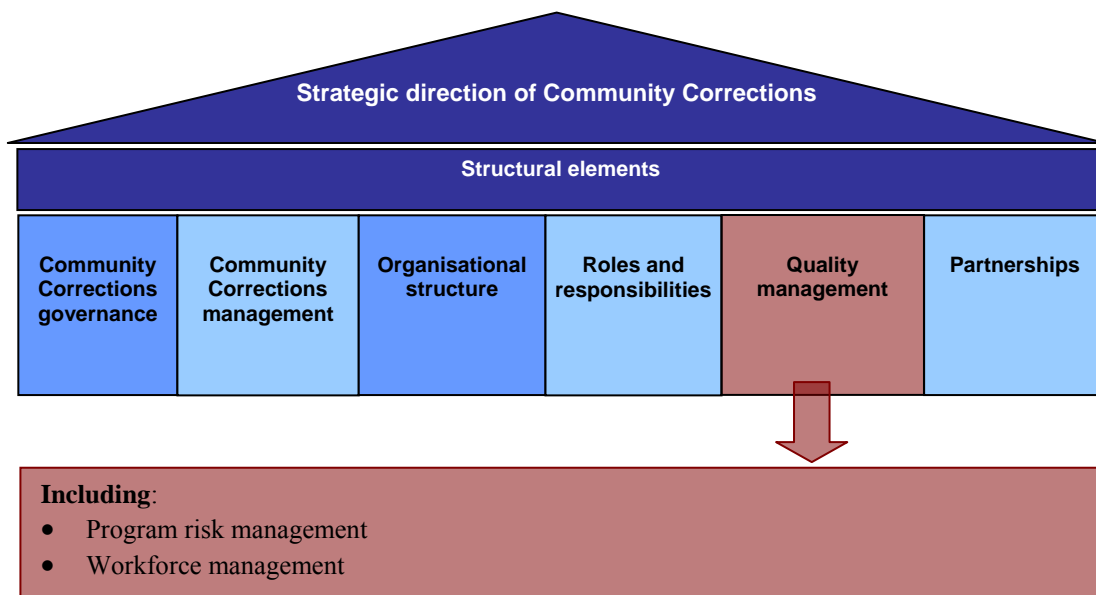 Strategic direction of Community Corrections
Structural elements
Community
Corrections
governance
Community
Corrections
management
Organisational
structure
Roles and
responsibilities
Quality
management
Partnerships
Including:
• Program risk management
• Workforce management